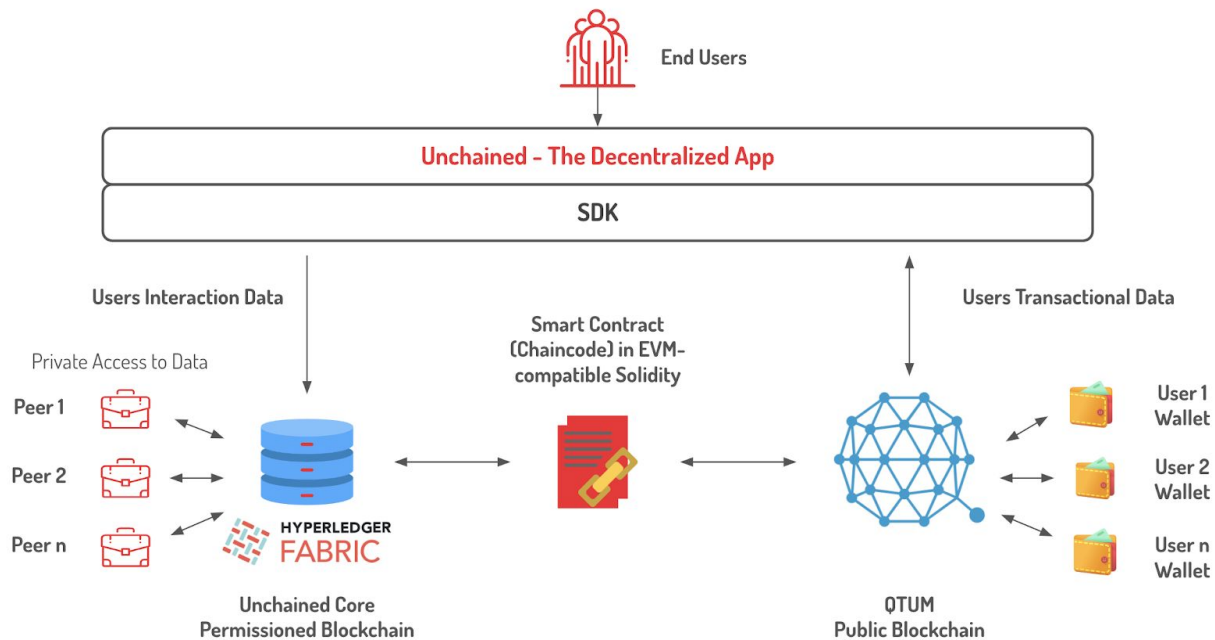 End Users
Unchained - The Decentralized App
SDK
Users Interaction Data
Users Transactional Data
Smart Contract
(Chaincode) in EVM-
compatible Solidity
Private Access to Data
Peer 1
Peer 2
Peer n
HYPERLEDGER
FABRIC
User 1
Wallet
User 2
Wallet
User n
Wallet
Unchained Core
Permissioned Blockchain
QTUM
Public Blockchain